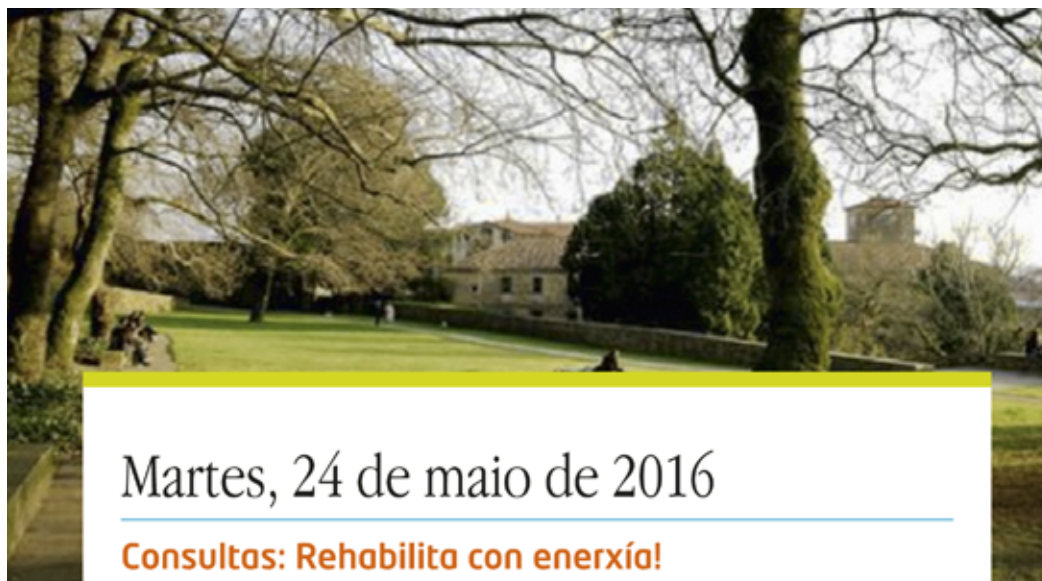 Martes, 24 de maio de 2016
Consultas: Rehabilita con enerxía!